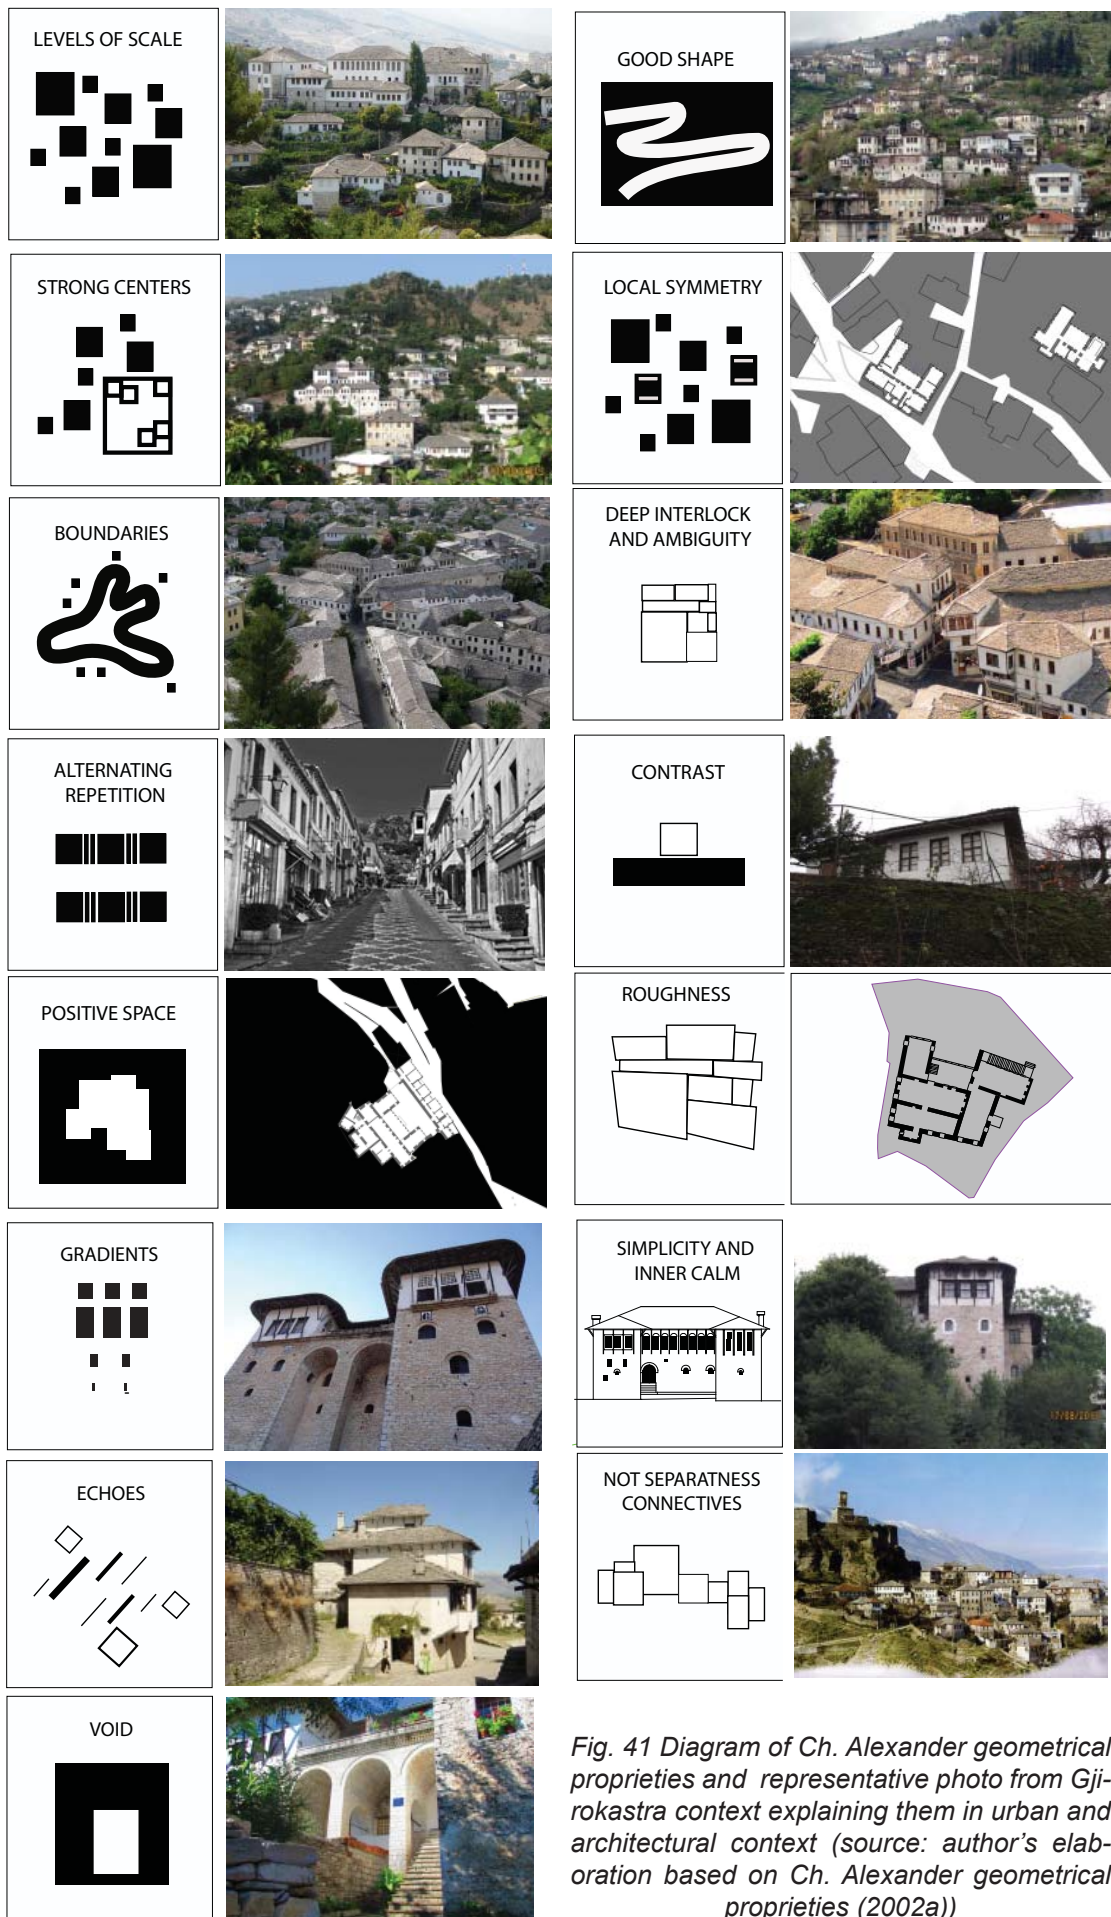 LEVELS OF SCALE
GOOD SHAPE
STRONG CENTERS
LOCAL SYMMETRY
BOUNDARIES
DEEP INTERLOCK
AND AMBIGUITY
ALTERNATING
REPETITION
CONTRAST
POSITIVE SPACE
ROUGHNESS
GRADIENTS
SIMPLICITY AND
INNER CALM
ECHOES
NOT SEPARATNESS
CONNECTIVES
VOID
Fig. 41 Diagram of Ch. Alexander geometrical
proprieties and representative photo from Gji-
rokastra context explaining them in urban and
architectural context (source: author's elab-
oration based on Ch. Alexander geometrical
proprieties (2002a))